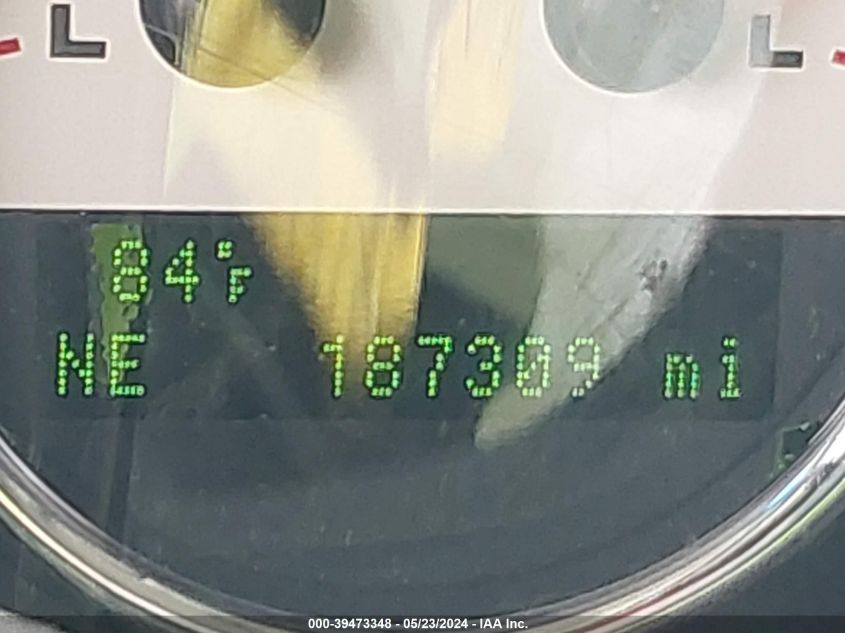 L L
84°F
NE 187309 mi
000-39473348 - 05/23/2024 - IAA Inc.